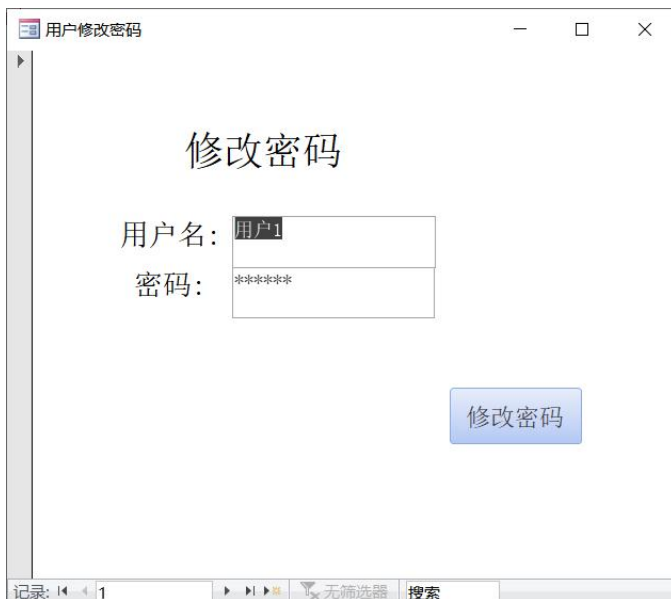 用户修改密码
修改密码
用户名: 用户1
密码: ******
修改密码
记录: 1 无筛选器 搜索